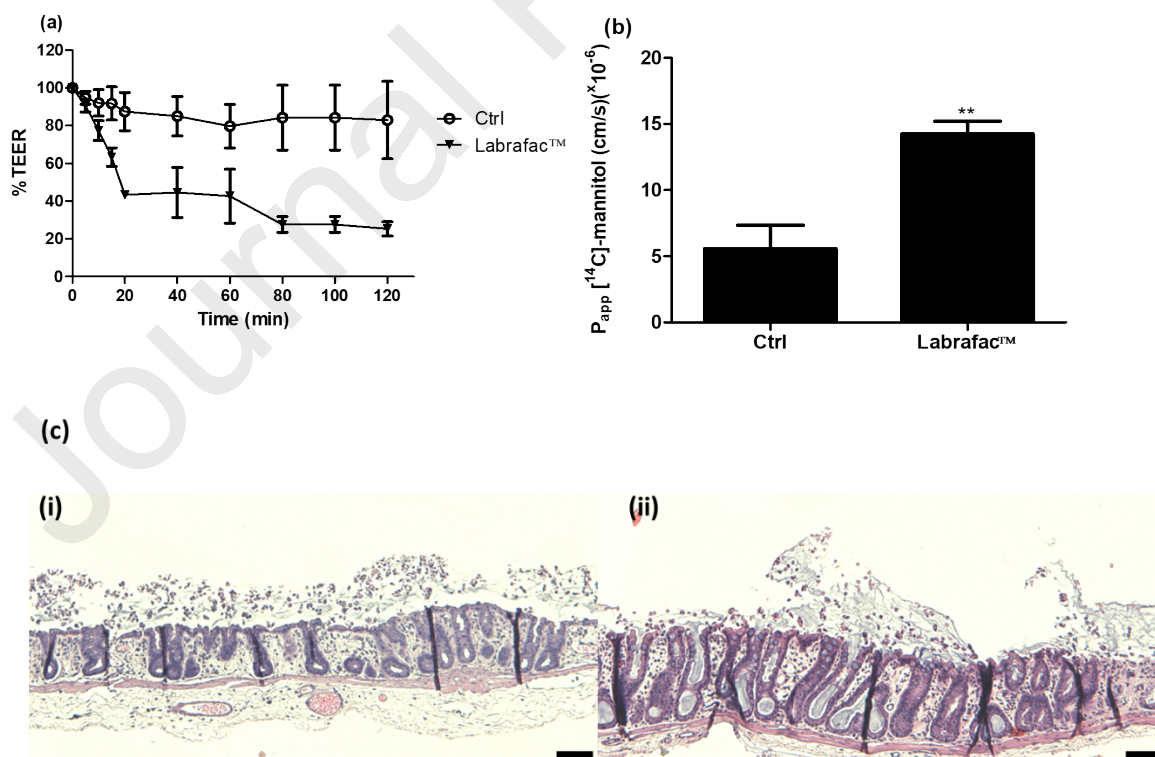 (a)
120
100
80
60
40
20
0
% TEER
0 20 40 60 80 100 120
Time (min)
Ctrl
Labrafac™
(b)
20
15
10
5
0
Papp [14C]-mannitol (cm/s)(x10-6)
**
Ctrl Labrafac™
(c)
(i) (ii)
Journal P